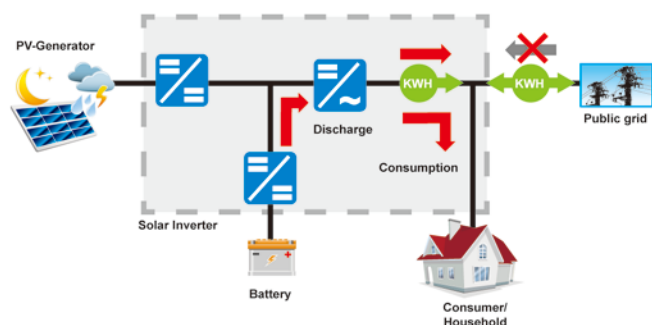 PV-Generator
KWH
KWH
Public grid
Discharge
Consumption
Solar Inverter
Battery
Consumer/
Household